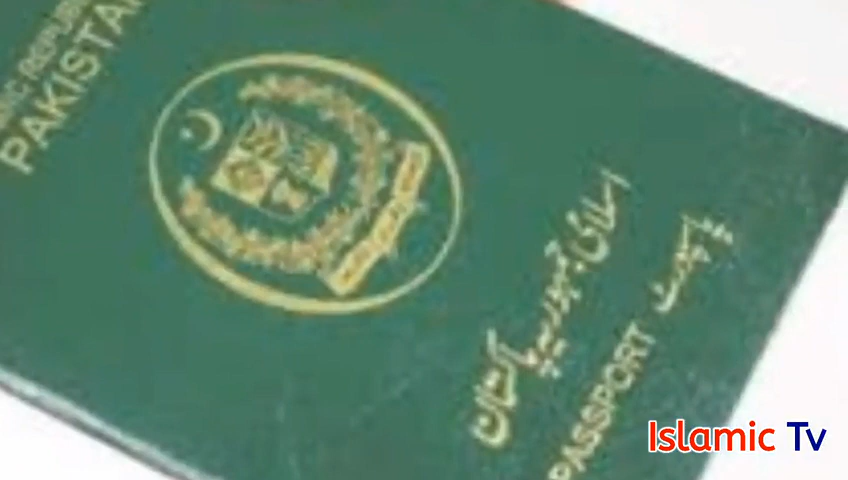 PAKISTAN
اسلامی جمہوریہ پاکستان
پاسپورٹ
PASSPORT
Islamic Tv